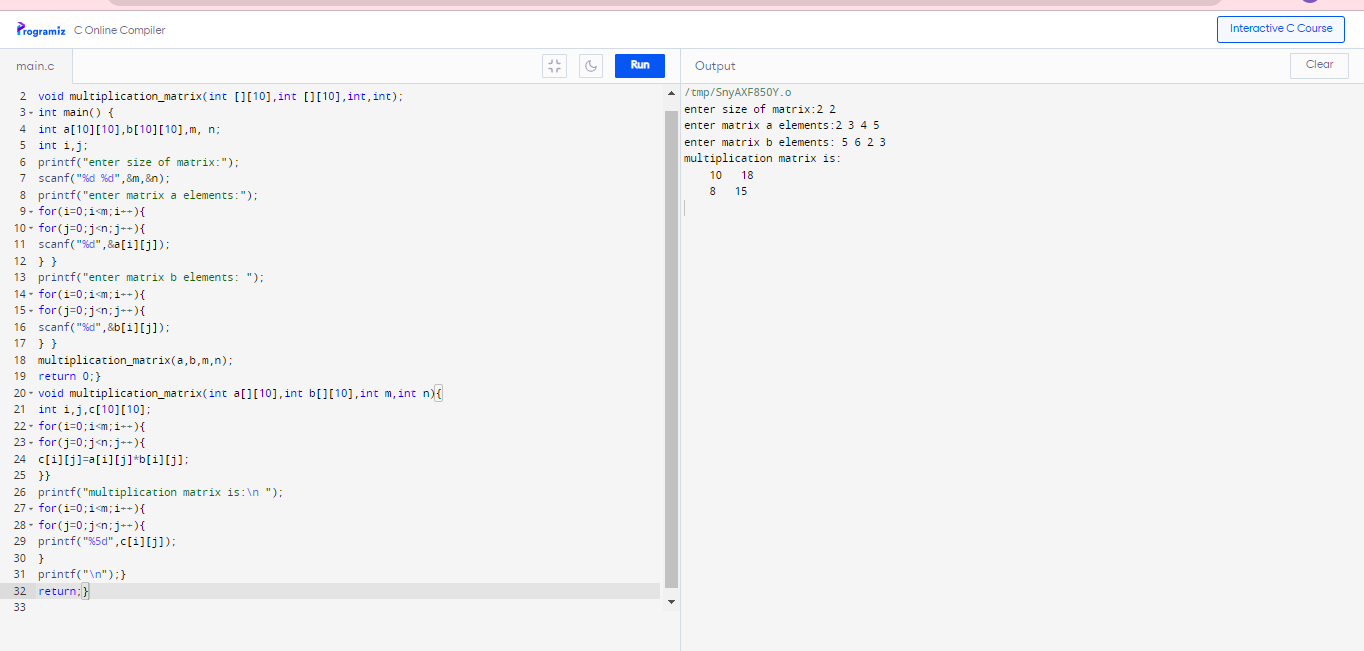 Programiz C Online Compiler
Interactive C Course
main.c
Run
Output
Clear
2 void multiplication_matrix(int [][10],int [][10],int,int);
3 int main() {
4 int a[10][10],b[10][10],m, n;
5 int i,j;
6 printf("enter size of matrix:");
7 scanf("%d %d",&m,&n);
8 printf("enter matrix a elements:");
9 for(i=0;i<m;i++){
10 for(j=0;j<n;j++){
11 scanf("%d",&a[i][j]);
12 } }
13 printf("enter matrix b elements: ");
14 for(i=0;i<m;i++){
15 for(j=0;j<n;j++){
16 scanf("%d",&b[i][j]);
17 } }
18 multiplication_matrix(a,b,m,n);
19 return 0;}
20 void multiplication_matrix(int a[][10],int b[][10],int m,int n){
21 int i,j,c[10][10];
22 for(i=0;i<m;i++){
23 for(j=0;j<n;j++){
24 c[i][j]=a[i][j]*b[i][j];
25 }}
26 printf("multiplication matrix is:\n ");
27 for(i=0;i<m;i++){
28 for(j=0;j<n;j++){
29 printf("%5d",c[i][j]);
30 }
31 printf("\n");}
32 return;}
33
/tmp/SnyAXF850Y.o
enter size of matrix:2 2
enter matrix a elements:2 3 4 5
enter matrix b elements: 5 6 2 3
multiplication matrix is:
10 18
8 15